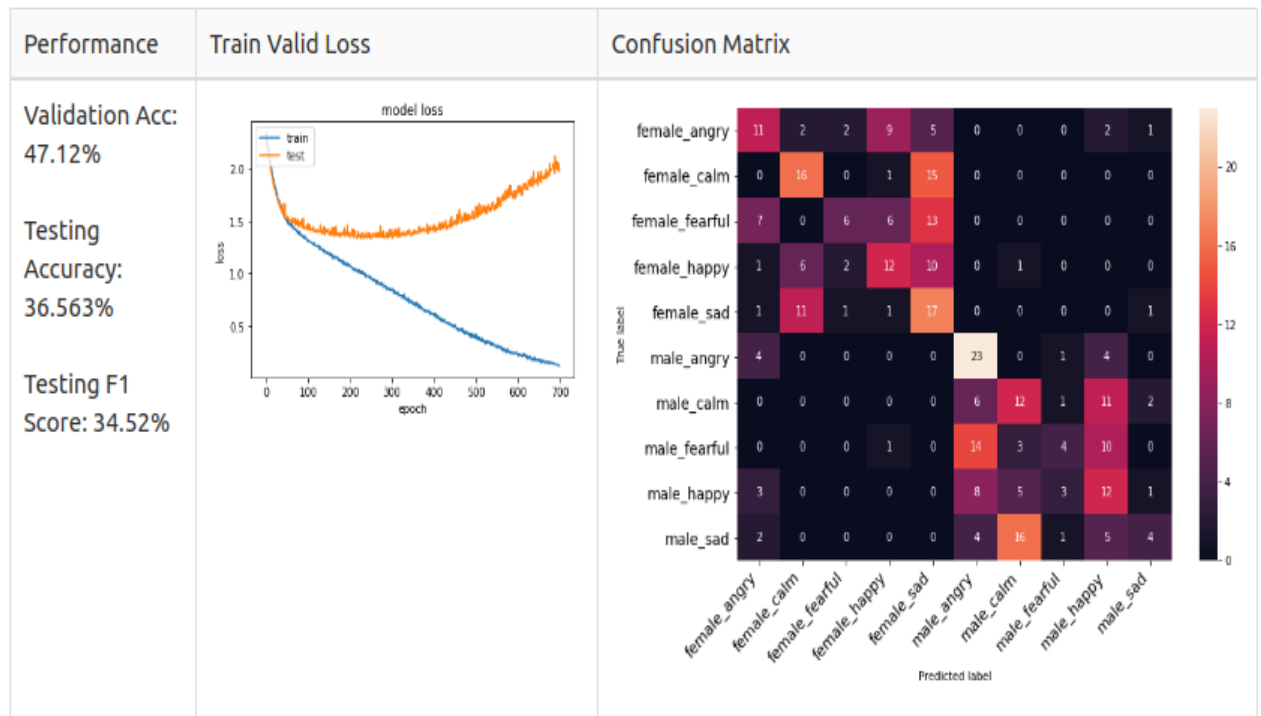 Performance
Train Valid Loss
Confusion Matrix
Validation Acc:
47.12%
Testing
Accuracy:
36.563%
Testing F1
Score: 34.52%
model loss
train
test
2.0
1.5
1.0
0.5
loss
0 100 200 300 400 500 600 700
epoch
True label
female_angry 11 2 2 9 5 0 0 0 2 1
female_calm 0 16 0 1 15 0 0 0 0 0
female_fearful 7 0 6 6 13 0 0 0 0 0
female_happy 1 6 2 12 10 0 1 0 0 0
female_sad 1 11 1 1 17 0 0 0 0 1
male_angry 4 0 0 0 0 23 0 1 4 0
male_calm 0 0 0 0 0 6 12 1 11 2
male_fearful 0 0 0 1 0 14 3 4 10 0
male_happy 3 0 0 0 0 8 5 3 12 1
male_sad 2 0 0 0 0 4 16 1 5 4
female_angry female_calm female_fearful female_happy female_sad male_angry male_calm male_fearful male_happy male_sad
Predicted label
20
16
12
8
4
0